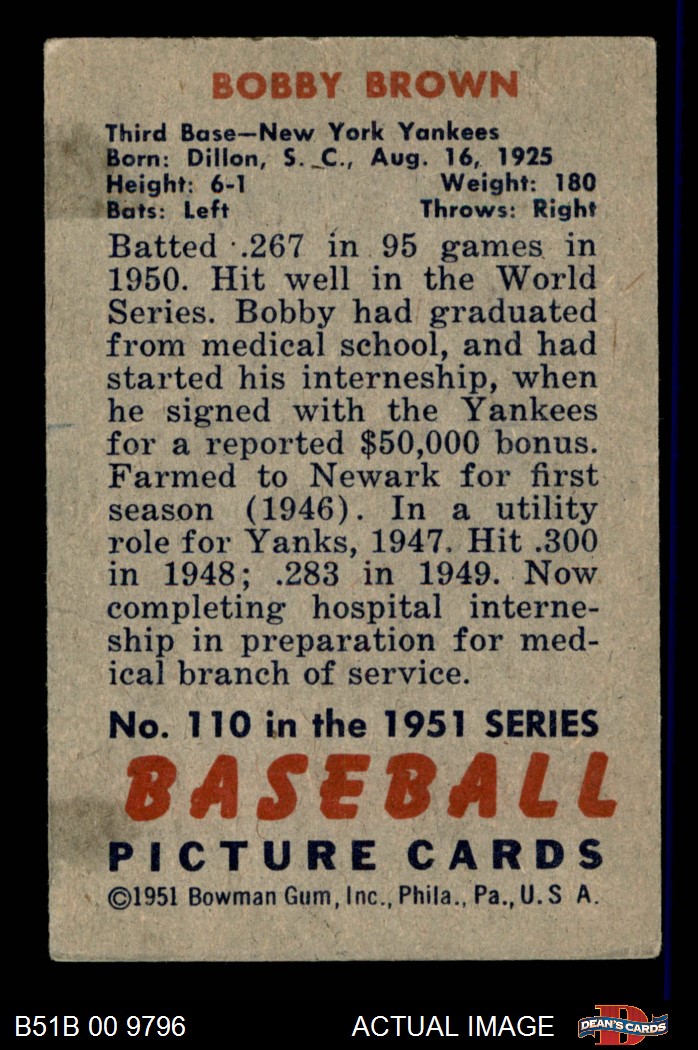 BOBBY BROWN
Third Base—New York Yankees
Born: Dillon, S. C., Aug. 16, 1925
Height: 6-1 Weight: 180
Bats: Left Throws: Right
Batted .267 in 95 games in
1950. Hit well in the World
Series. Bobby had graduated
from medical school, and had
started his interneship, when
he signed with the Yankees
for a reported $50,000 bonus.
Farmed to Newark for first
season (1946). In a utility
role for Yanks, 1947. Hit .300
in 1948; .283 in 1949. Now
completing hospital interne-
ship in preparation for med-
ical branch of service.
No. 110 in the 1951 SERIES
BASEBALL
PICTURE CARDS
©1951 Bowman Gum, Inc., Phila., Pa., U. S A.
B51B 00 9796 ACTUAL IMAGE
D
DEAN'S CARDS